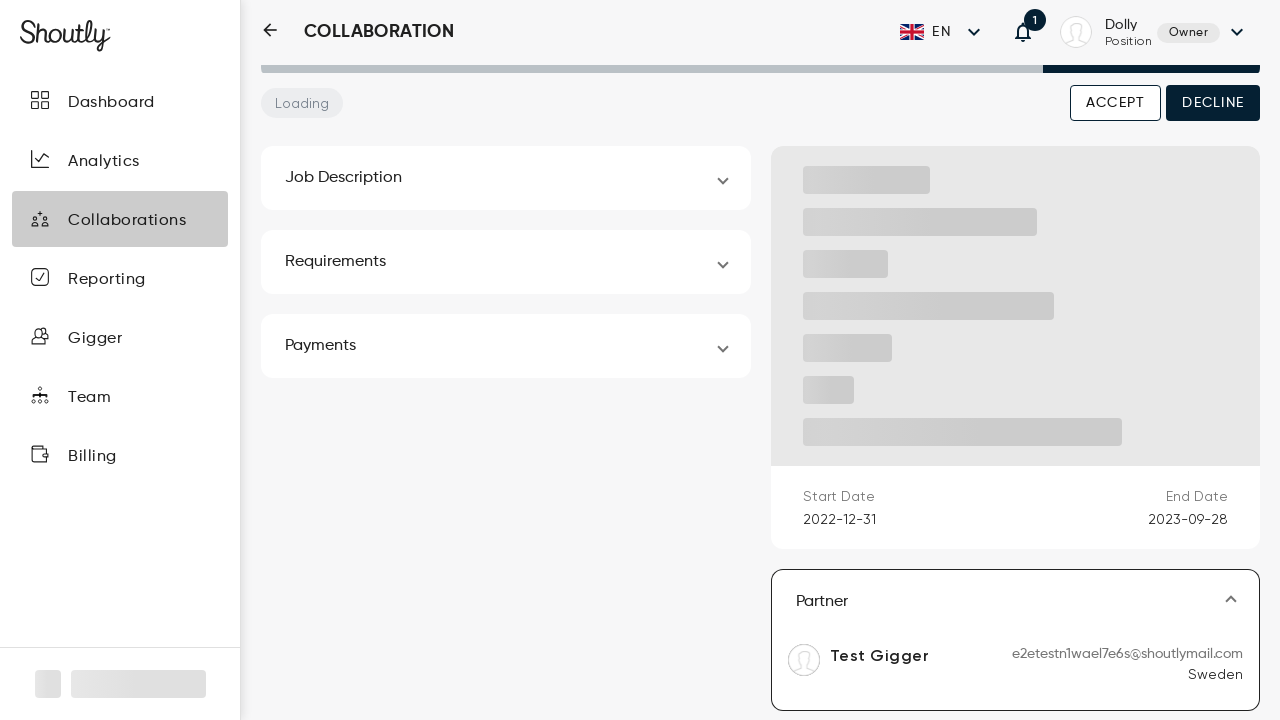 Shoutly
COLLABORATION
EN
1
Dolly
Position
Owner
Dashboard
Analytics
Collaborations
Reporting
Gigger
Team
Billing
Loading
ACCEPT
DECLINE
Job Description
Requirements
Payments
Start Date
End Date
2022-12-31
2023-09-28
Partner
Test Gigger
e2etestn1wael7e6s@shoutlymail.com
Sweden